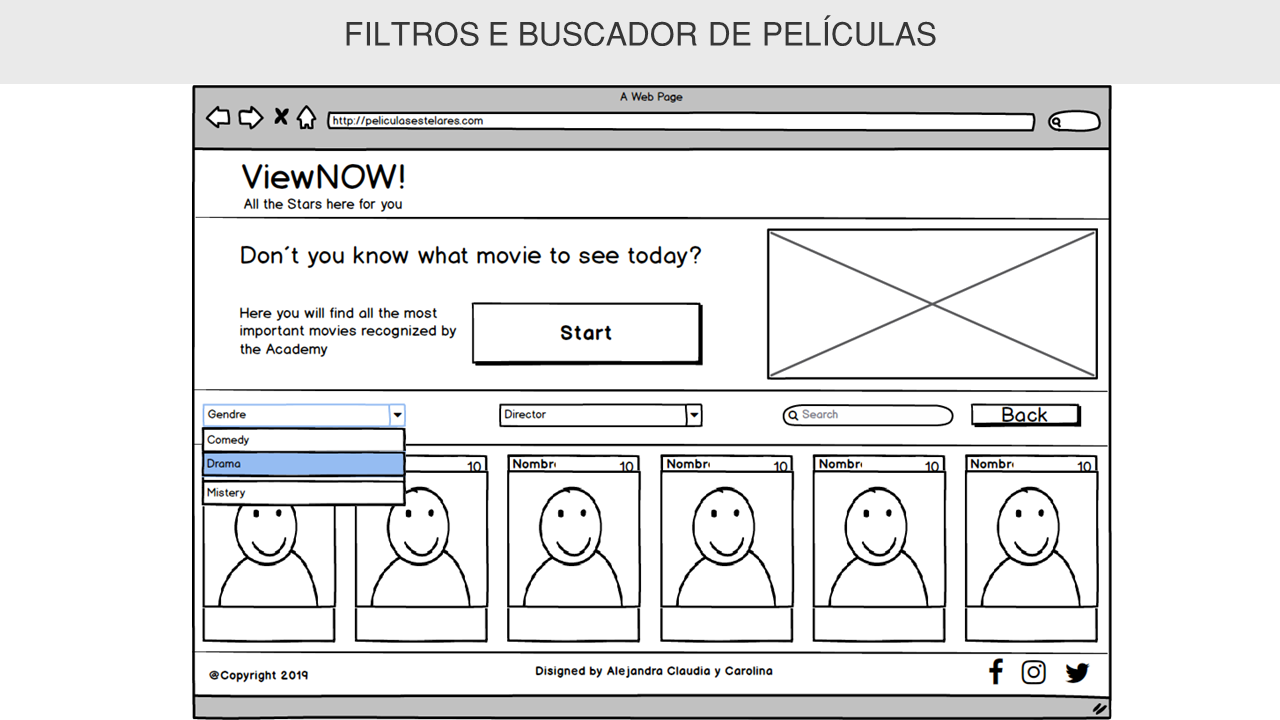 FILTROS E BUSCADOR DE PELÍCULAS
A Web Page
http://peliculasestelares.com
ViewNOW!
All the Stars here for you
Don´t you know what movie to see today?
Here you will find all the most
important movies recognized by
the Academy
Start
Gendre
Director
Search
Back
Comedy
Drama
Mistery
10
Nombr 10
Nombr 10
Nombr 10
Nombr 10
@Copyright 2019
Disigned by Alejandra Claudia y Carolina